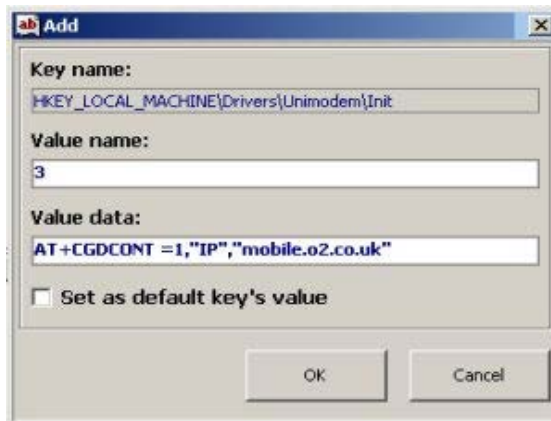 ab Add
Key name:
HKEY_LOCAL_MACHINE\Drivers\Unimodem\Init
Value name:
3
Value data:
AT+CGDCONT =1,"IP","mobile.o2.co.uk"
Set as default key's value
OK Cancel